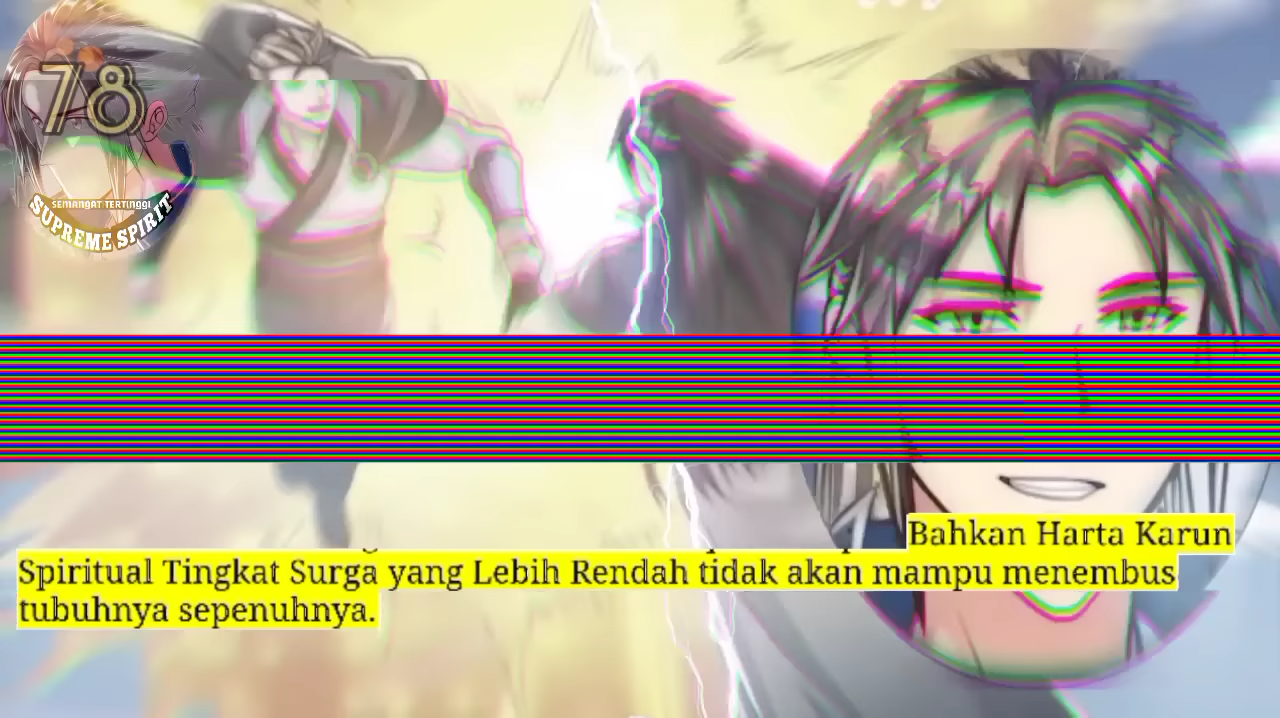 78
SEMANGAT TERTINGGI
SUPREME SPIRIT
Bahkan Harta Karun
Spiritual Tingkat Surga yang Lebih Rendah tidak akan mampu menembus
tubuhnya sepenuhnya.